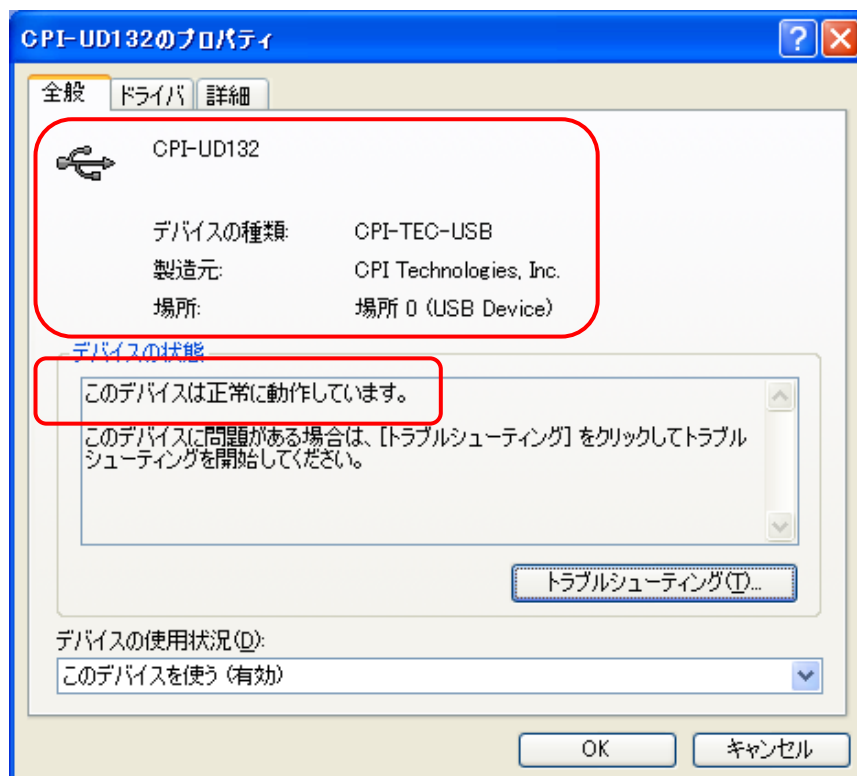 CPI-UD132のプロパティ
全般 ドライバ 詳細
CPI-UD132
デバイスの種類: CPI-TEC-USB
製造元: CPI Technologies, Inc.
場所: 場所 0 (USB Device)
デバイスの状態
このデバイスは正常に動作しています。
このデバイスに問題がある場合は、[トラブルシューティング] をクリックしてトラブル
シューティングを開始してください。
トラブルシューティング(T)...
デバイスの使用状況(D):
このデバイスを使う (有効)
OK キャンセル